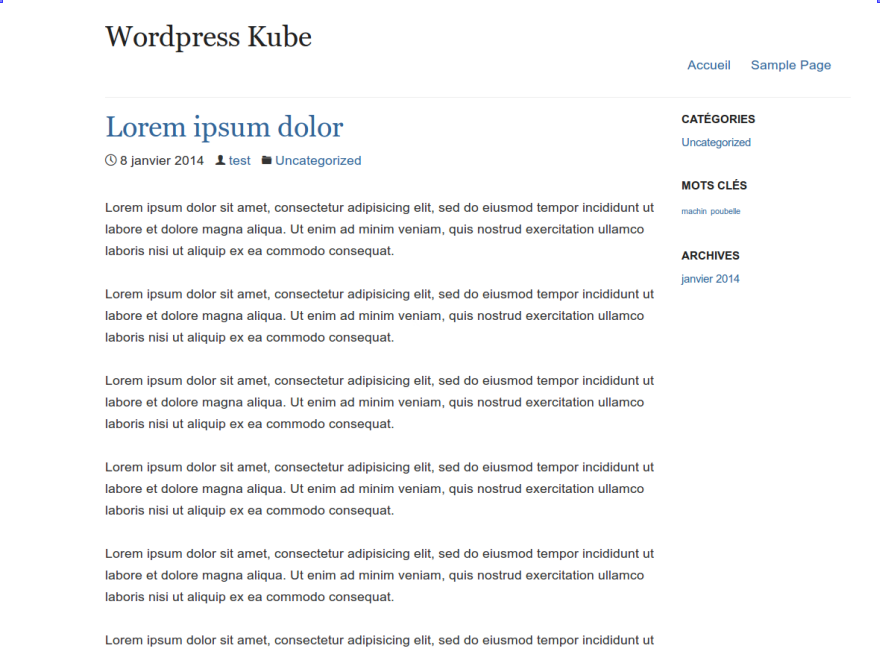 Wordpress Kube
Accueil Sample Page
Lorem ipsum dolor
8 janvier 2014 test Uncategorized
Lorem ipsum dolor sit amet, consectetur adipisicing elit, sed do eiusmod tempor incididunt ut
labore et dolore magna aliqua. Ut enim ad minim veniam, quis nostrud exercitation ullamco
laboris nisi ut aliquip ex ea commodo consequat.
Lorem ipsum dolor sit amet, consectetur adipisicing elit, sed do eiusmod tempor incididunt ut
labore et dolore magna aliqua. Ut enim ad minim veniam, quis nostrud exercitation ullamco
laboris nisi ut aliquip ex ea commodo consequat.
Lorem ipsum dolor sit amet, consectetur adipisicing elit, sed do eiusmod tempor incididunt ut
labore et dolore magna aliqua. Ut enim ad minim veniam, quis nostrud exercitation ullamco
laboris nisi ut aliquip ex ea commodo consequat.
Lorem ipsum dolor sit amet, consectetur adipisicing elit, sed do eiusmod tempor incididunt ut
labore et dolore magna aliqua. Ut enim ad minim veniam, quis nostrud exercitation ullamco
laboris nisi ut aliquip ex ea commodo consequat.
Lorem ipsum dolor sit amet, consectetur adipisicing elit, sed do eiusmod tempor incididunt ut
labore et dolore magna aliqua. Ut enim ad minim veniam, quis nostrud exercitation ullamco
laboris nisi ut aliquip ex ea commodo consequat.
Lorem ipsum dolor sit amet, consectetur adipisicing elit, sed do eiusmod tempor incididunt ut
CATÉGORIES
Uncategorized
MOTS CLÉS
machin poubelle
ARCHIVES
janvier 2014